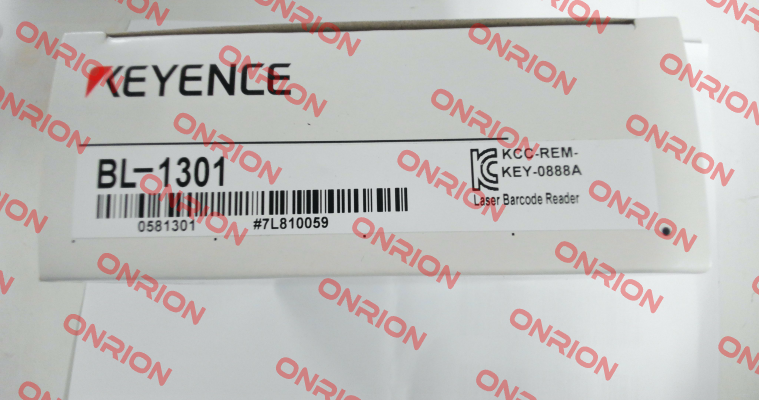 KEYENCE
BL-1301
KCC-REM-
KEY-0888A
Laser Barcode Reader
0581301
#7L810059
ONRION